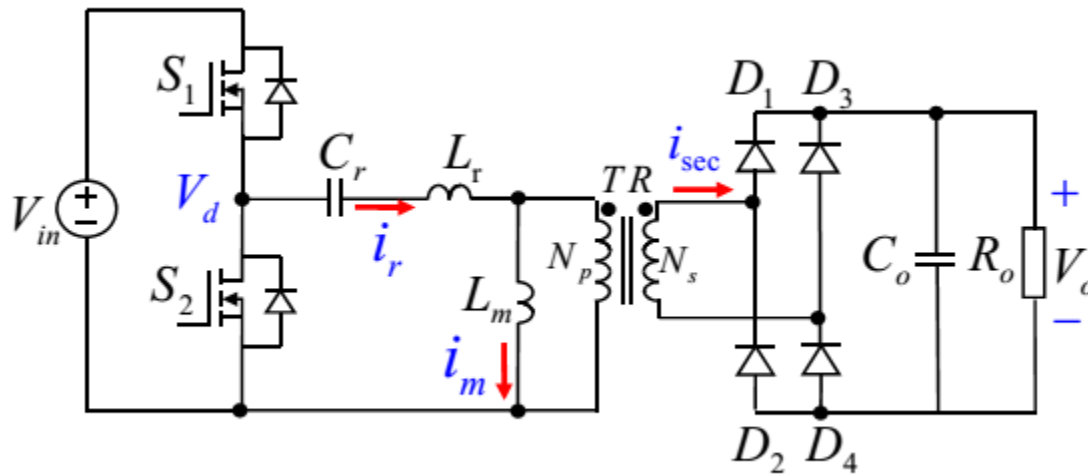 S1
D1 D3
Cr
Lr
isec
TR
Vin
+
−
Vd
ir
Np
Ns
+
S2
Lm
Co
Ro
Vo
−
im
D2 D4